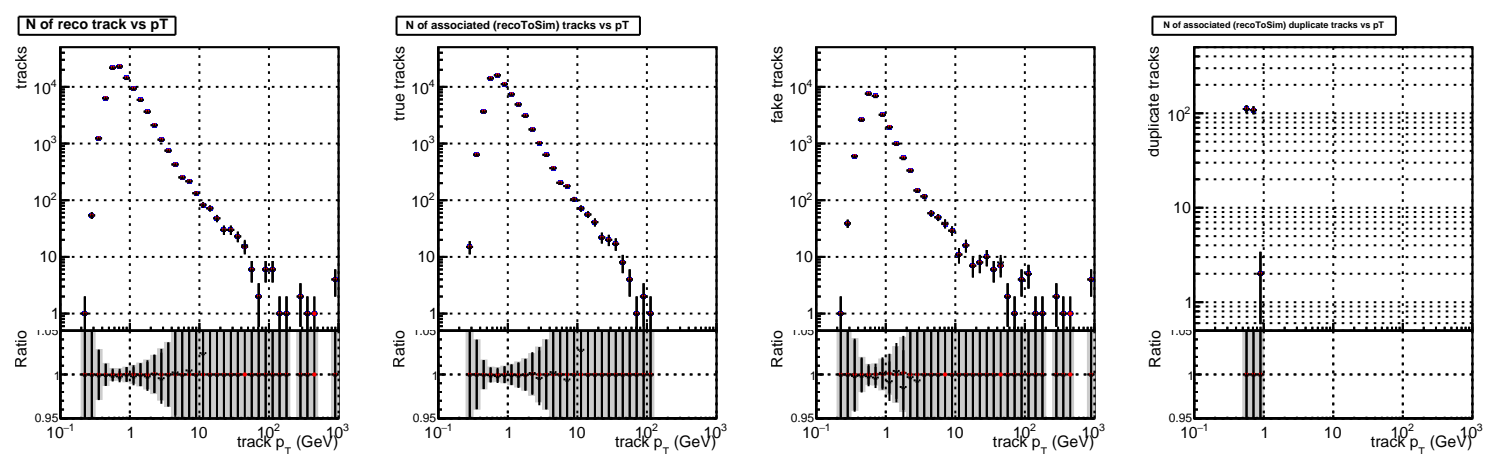 N of reco track vs pT
tracks
10^4
10^3
10^2
10
1
Ratio
1.05
1
0.95
10^-1 1 10 10^2 10^3
track p_T (GeV)
N of associated (recoToSim) tracks vs pT
true tracks
10^4
10^3
10^2
10
1
Ratio
1.05
1
0.95
10^-1 1 10 10^2 10^3
track p_T (GeV)
fake tracks
10^4
10^3
10^2
10
1
Ratio
1.05
1
0.95
10^-1 1 10 10^2 10^3
track p_T (GeV)
N of associated (recoToSim) duplicate tracks vs pT
duplicate tracks
10^2
10
1
Ratio
1.05
1
0.95
10^-1 1 10 10^2 10^3
track p_T (GeV)